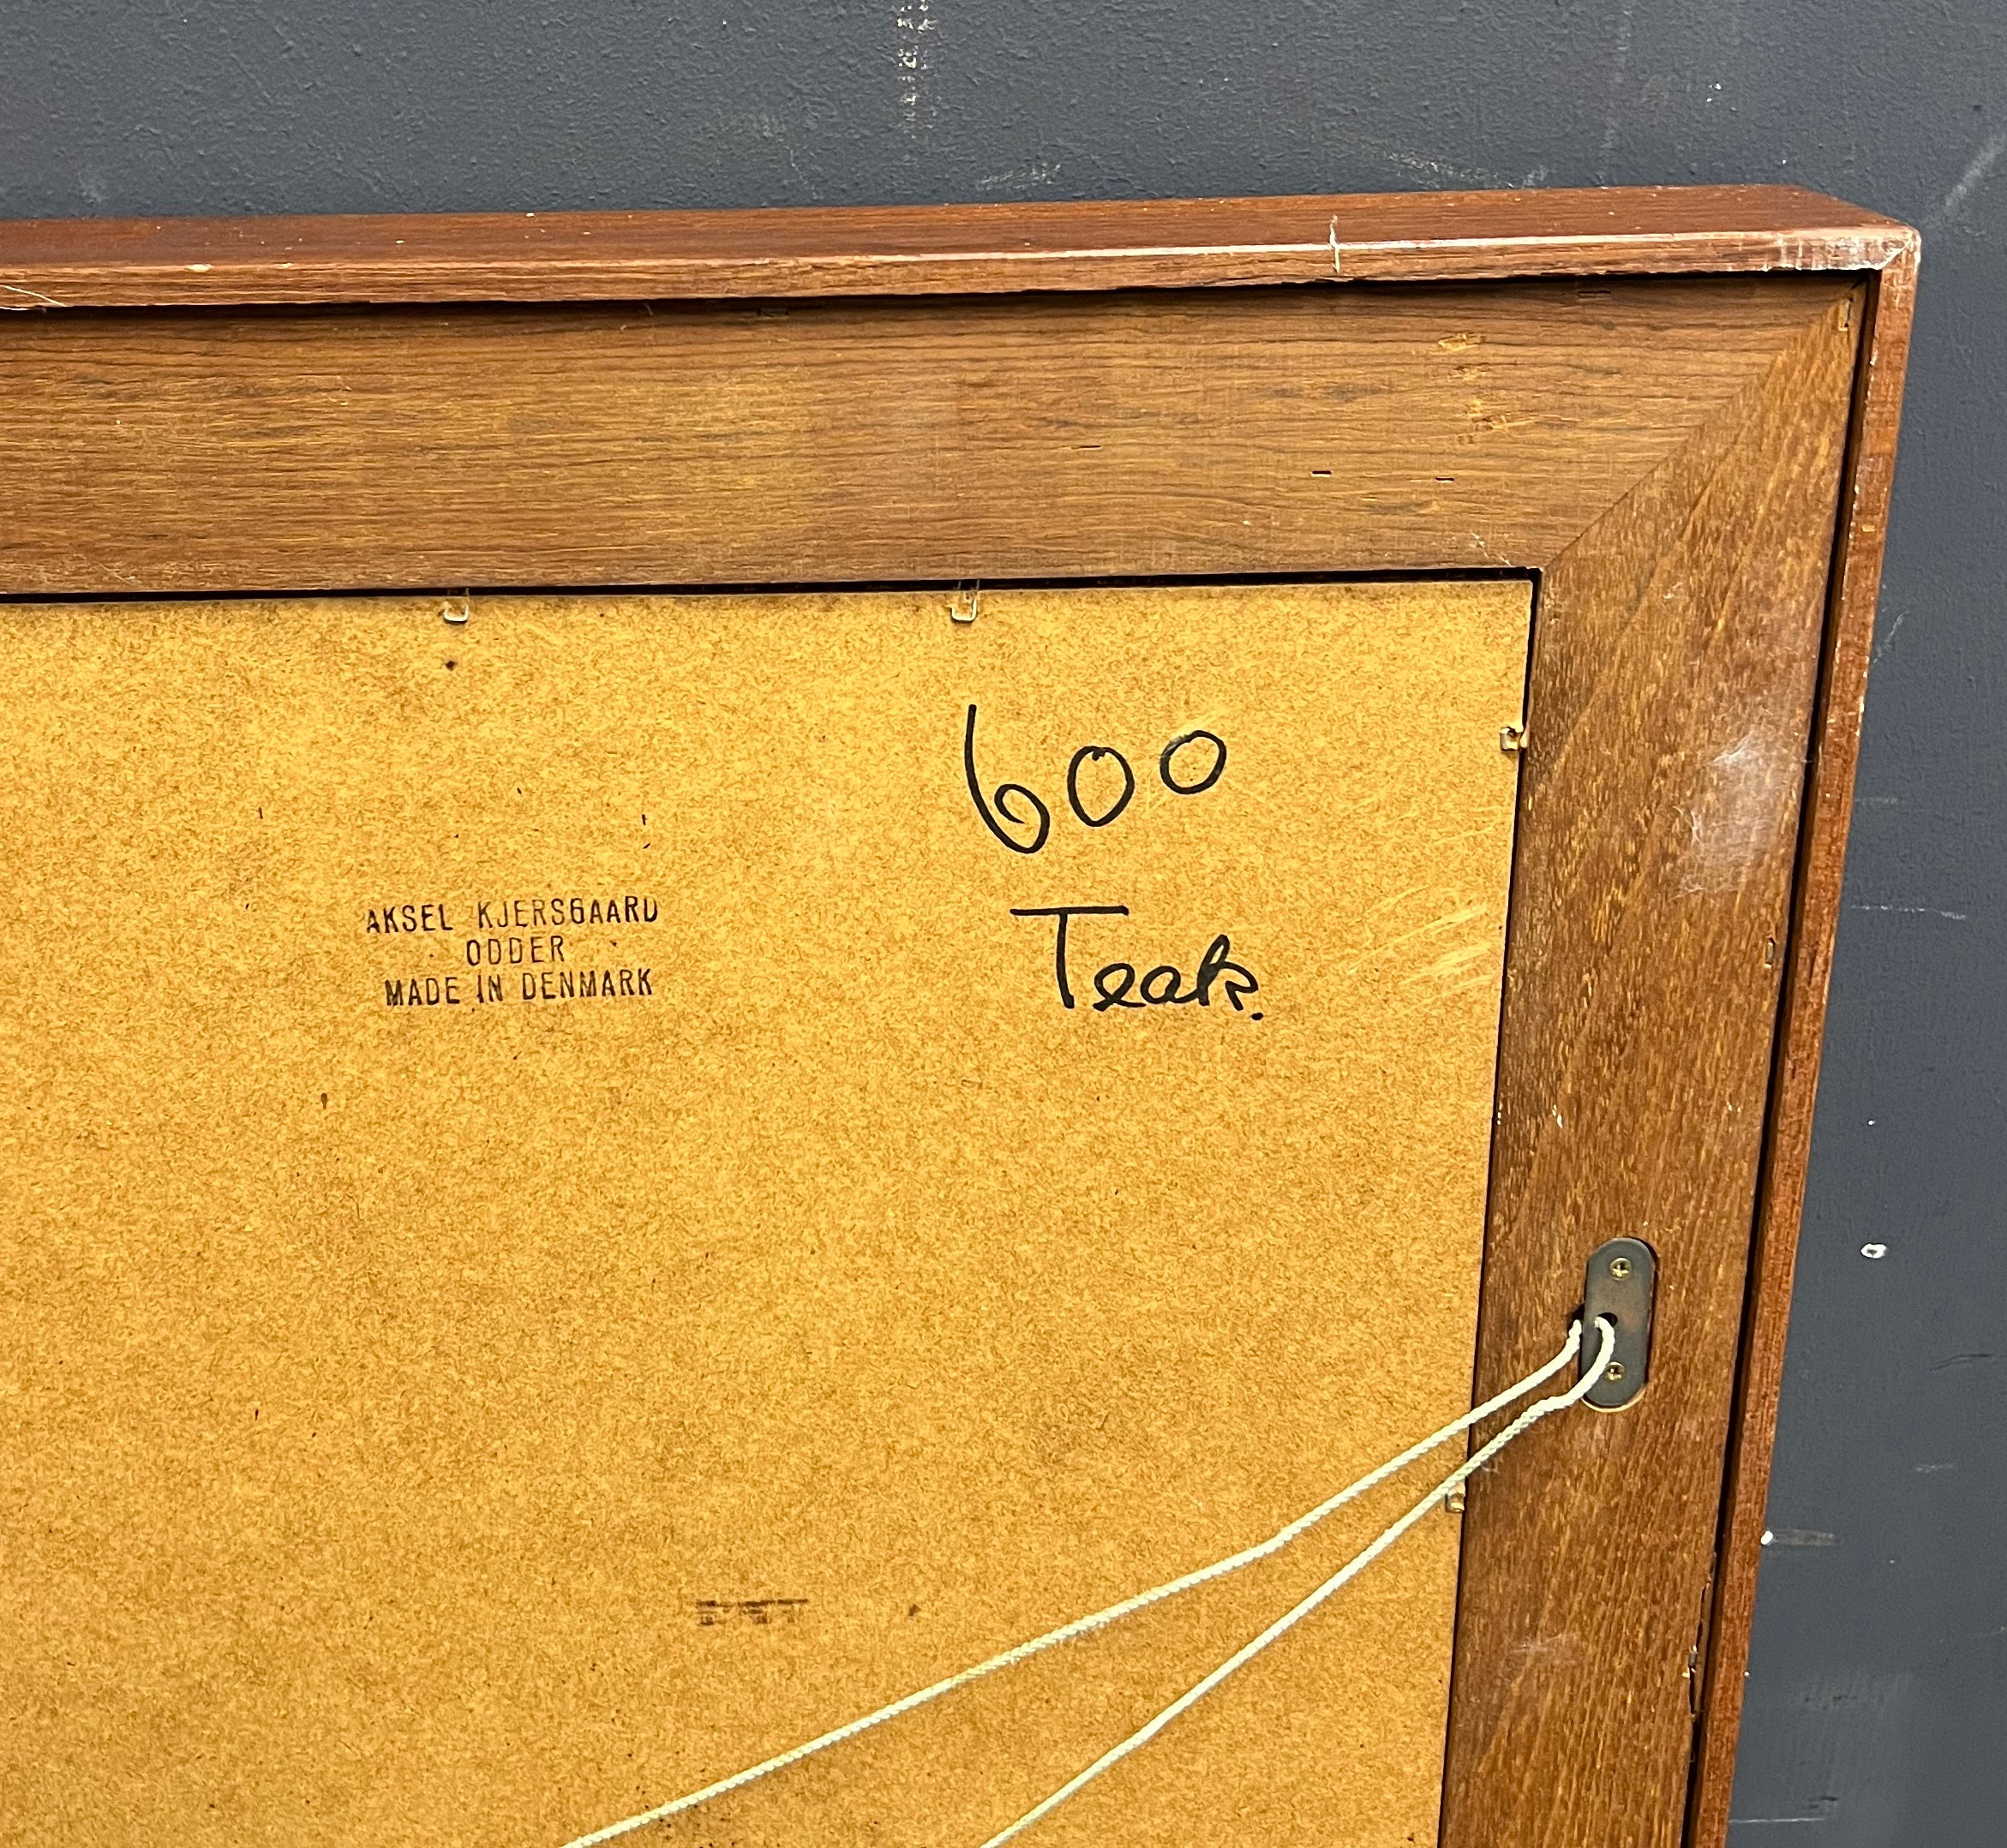 600
Teak.
AKSEL KJERSGAARD
ODDER
MADE IN DENMARK